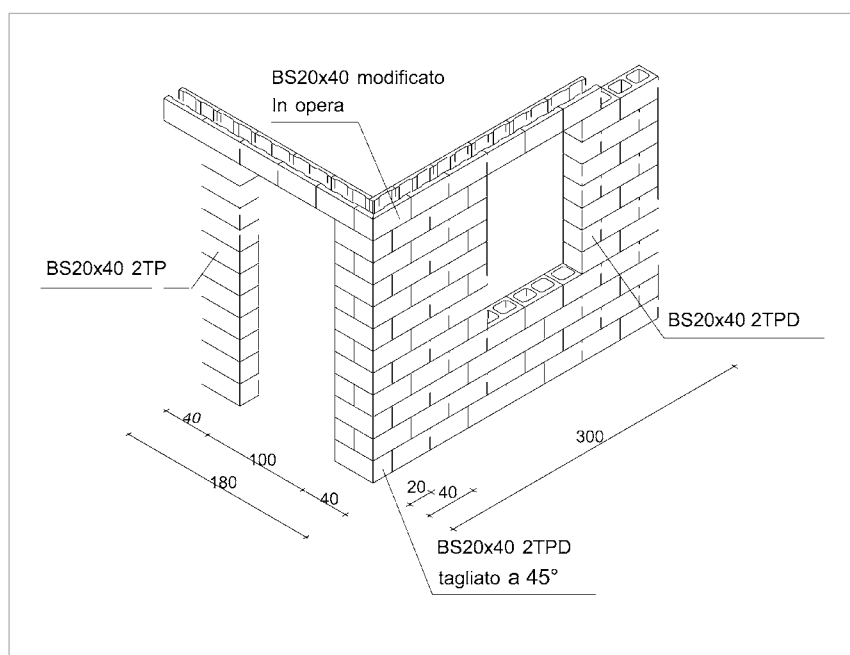 BS20x40 modificato
In opera
BS20x40 2TP
BS20x40 2TPD
40
100
180
40
300
20
40
BS20x40 2TPD
tagliato a 45°